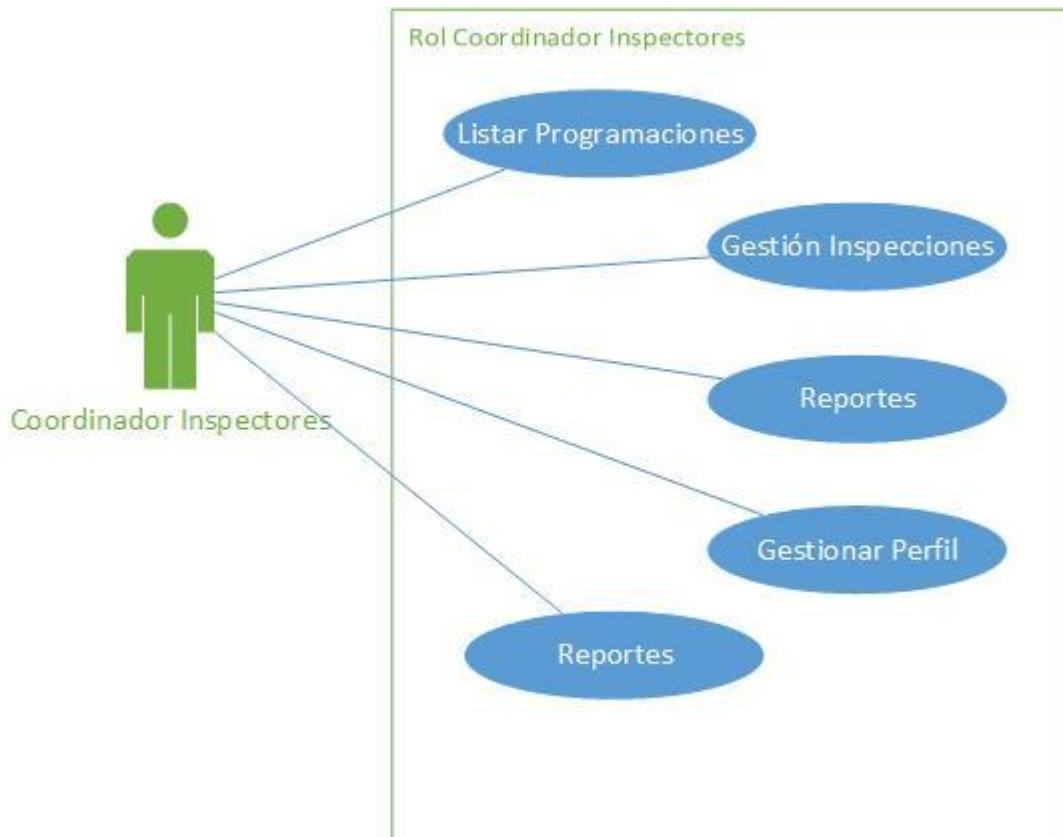 Rol Coordinador Inspectores
Listar Programaciones
Gestión Inspecciones
Reportes
Coordinador Inspectores
Gestionar Perfil
Reportes